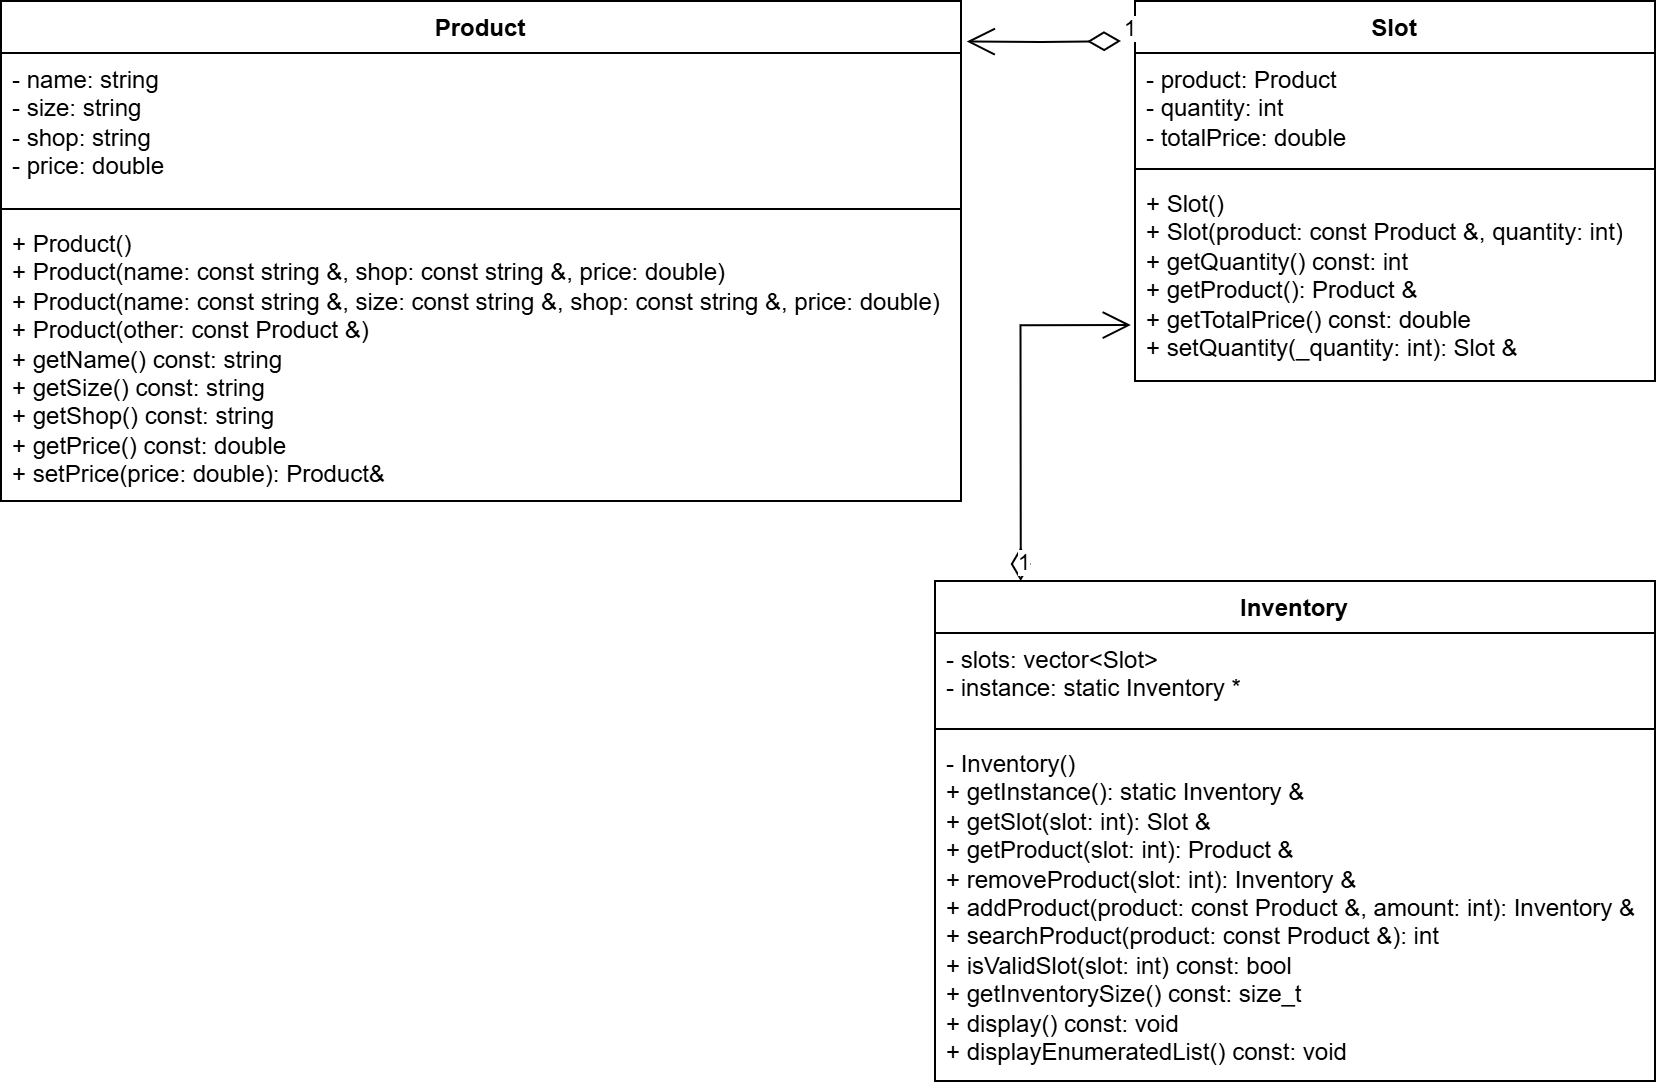 Product
- name: string
- size: string
- shop: string
- price: double
+ Product()
+ Product(name: const string &, shop: const string &, price: double)
+ Product(name: const string &, size: const string &, shop: const string &, price: double)
+ Product(other: const Product &)
+ getName() const: string
+ getSize() const: string
+ getShop() const: string
+ getPrice() const: double
+ setPrice(price: double): Product&
1
Slot
- product: Product
- quantity: int
- totalPrice: double
+ Slot()
+ Slot(product: const Product &, quantity: int)
+ getQuantity() const: int
+ getProduct(): Product &
+ getTotalPrice() const: double
+ setQuantity(_quantity: int): Slot &
1
Inventory
- slots: vector<Slot>
- instance: static Inventory *
- Inventory()
+ getInstance(): static Inventory &
+ getSlot(slot: int): Slot &
+ getProduct(slot: int): Product &
+ removeProduct(slot: int): Inventory &
+ addProduct(product: const Product &, amount: int): Inventory &
+ searchProduct(product: const Product &): int
+ isValidSlot(slot: int) const: bool
+ getInventorySize() const: size_t
+ display() const: void
+ displayEnumeratedList() const: void